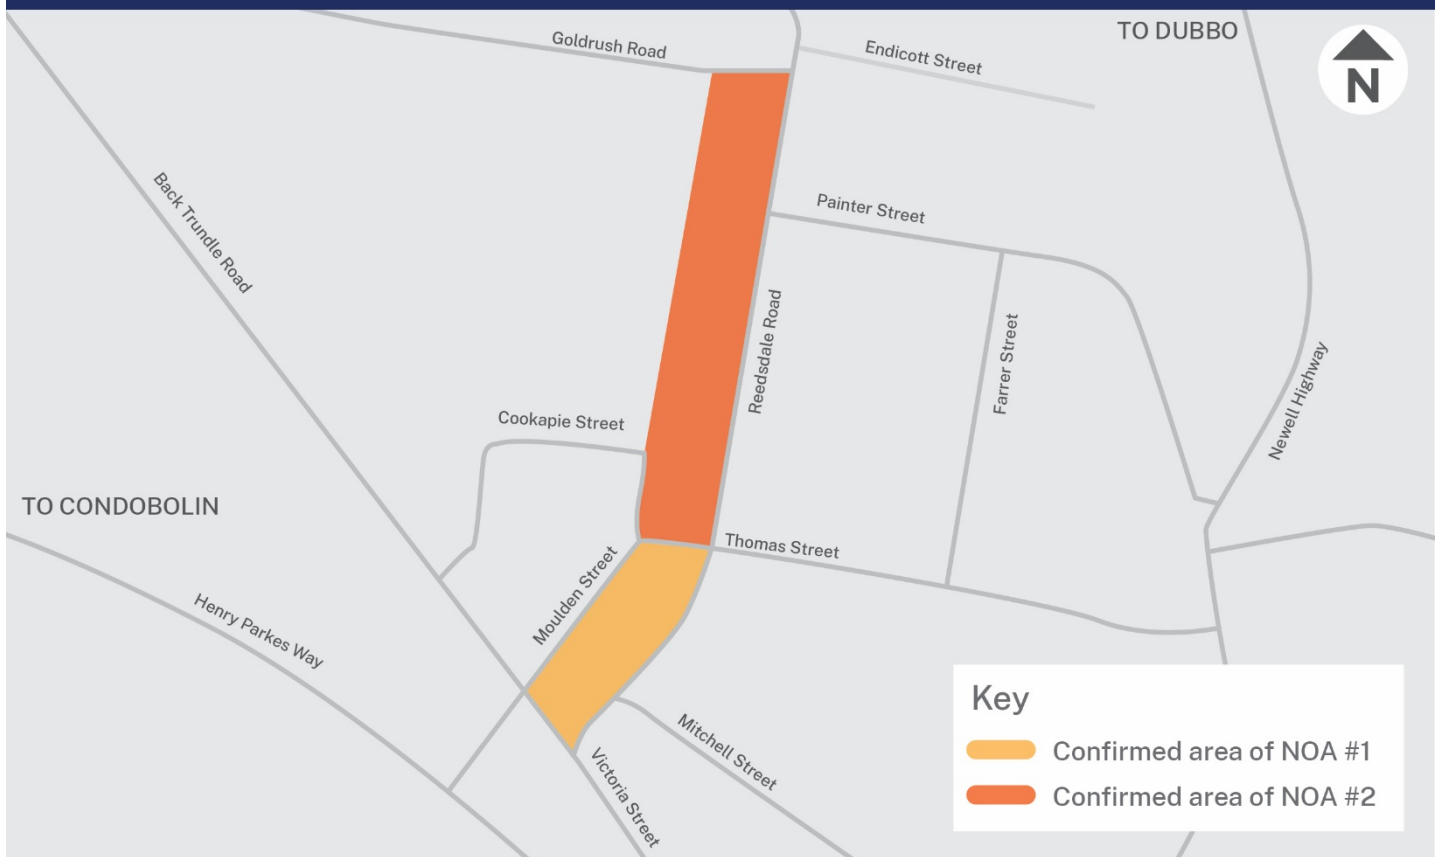 TO DUBBO
Goldrush Road
Endicott Street
N
Back Trundle Road
Painter Street
Reedsdale Road
Farrer Street
Newell Highway
Cookapie Street
TO CONDOBOLIN
Thomas Street
Moulden Street
Henry Parkes Way
Mitchell Street
Victoria Street
Key
Confirmed area of NOA #1
Confirmed area of NOA #2